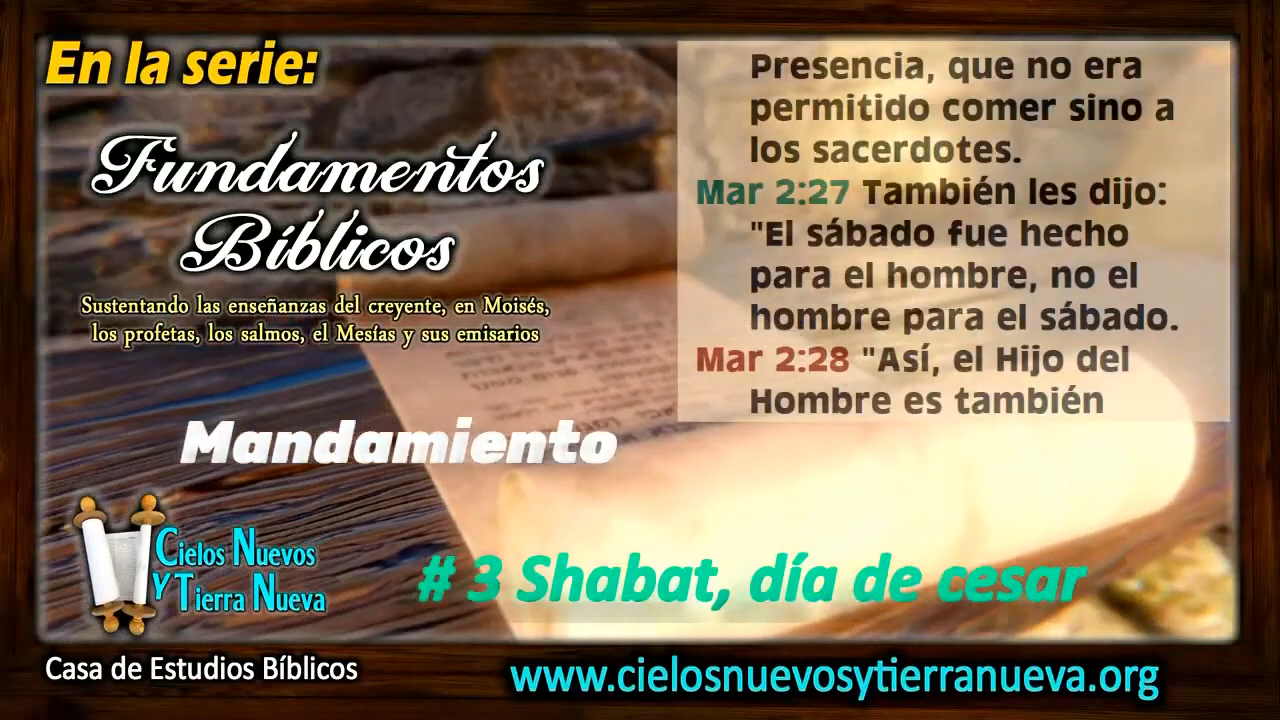 En la serie:
Fundamentos
Bíblicos
Sustentando las enseñanzas del creyente, en Moisés,
los profetas, los salmos, el Mesías y sus emisarios
Presencia, que no era
permitido comer sino a
los sacerdotes.
Mar 2:27 También les dijo:
"El sábado fue hecho
para el hombre, no el
hombre para el sábado.
Mar 2:28 "Así, el Hijo del
Hombre es también
Mandamiento
# 3 Shabat, día de cesar
Cielos Nuevos
Y Tierra Nueva
Casa de Estudios Bíblicos
www.cielosnuevosytierranueva.org